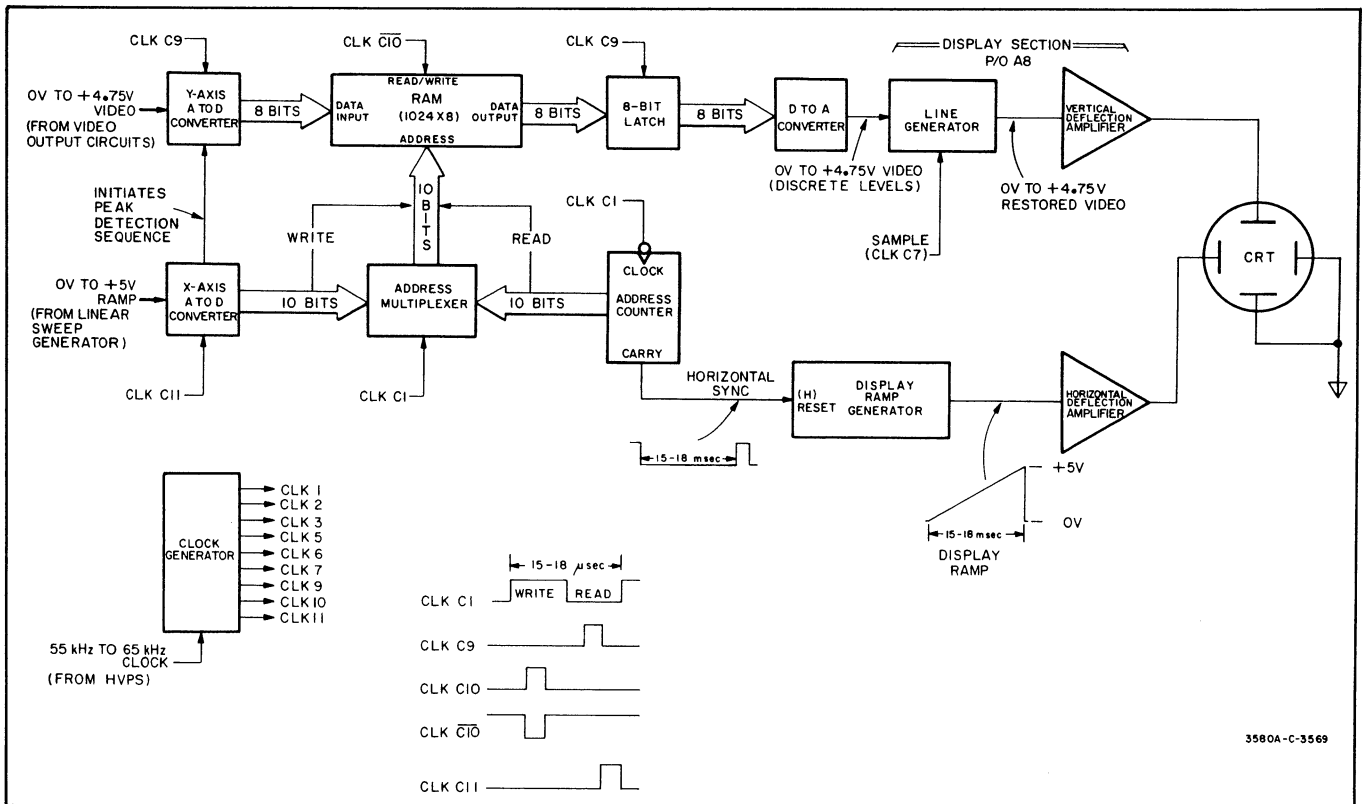 CLK C9
CLK C10
CLK C9
DISPLAY SECTION
P/O A8
0V TO +4.75V
VIDEO
(FROM VIDEO
OUTPUT CIRCUITS)
Y-AXIS
A TO D
CONVERTER
8 BITS
READ/WRITE
RAM
(1024 X 8)
DATA
INPUT
DATA
OUTPUT
ADDRESS
8 BITS
8-BIT
LATCH
8 BITS
D TO A
CONVERTER
LINE
GENERATOR
VERTICAL
DEFLECTION
AMPLIFIER
0V TO +4.75V VIDEO
(DISCRETE LEVELS)
0V TO +4.75V
RESTORED VIDEO
INITIATES
PEAK
DETECTION
SEQUENCE
WRITE
10
BITS
READ
CLK C1
SAMPLE
(CLK C7)
CRT
0V TO +5V
RAMP
(FROM LINEAR
SWEEP
GENERATOR)
X-AXIS
A TO D
CONVERTER
10 BITS
ADDRESS
MULTIPLEXER
10 BITS
CLOCK
ADDRESS
COUNTER
CARRY
CLK C11
CLK C1
HORIZONTAL
SYNC
(H)
RESET
DISPLAY
RAMP
GENERATOR
HORIZONTAL
DEFLECTION
AMPLIFIER
15-18 msec
+5V
0V
15-18 msec
DISPLAY
RAMP
CLOCK
GENERATOR
CLK 1
CLK 2
CLK 3
CLK 5
CLK 6
CLK 7
CLK 9
CLK 10
CLK 11
55 kHz TO 65 kHz
CLOCK
(FROM HVPS)
15-18 μsec
CLK C1
WRITE
READ
CLK C9
CLK C10
CLK C10
CLK C11
3580A-C-3569